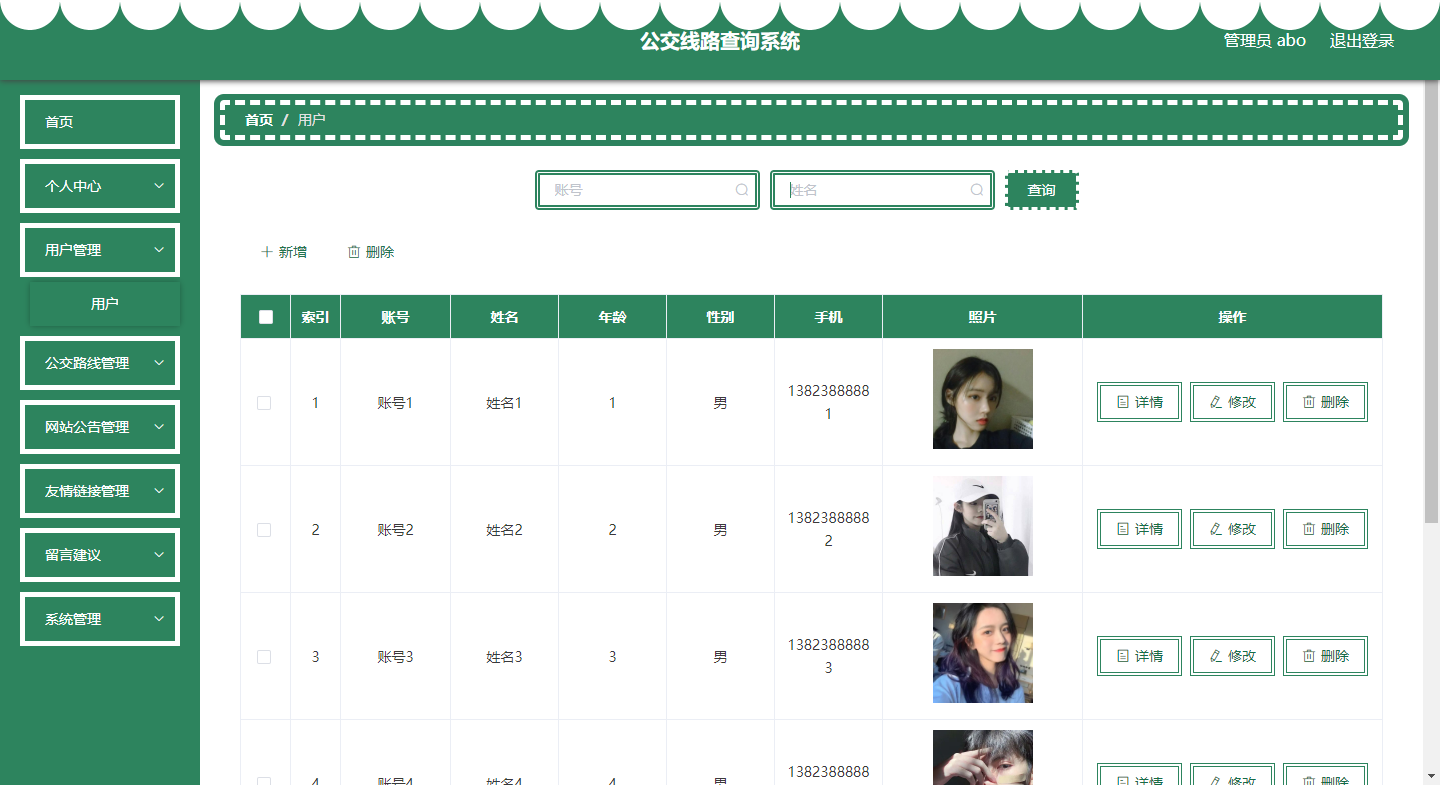 公交线路查询系统
管理员 abo 退出登录
首页
个人中心
用户管理
用户
公交路线管理
网站公告管理
友情链接管理
留言建议
系统管理
首页 / 用户
账号 姓名 查询
新增 删除
索引 账号 姓名 年龄 性别 手机 照片 操作
1 账号1 姓名1 1 男 13823888881 详情 修改 删除
2 账号2 姓名2 2 男 13823888882 详情 修改 删除
3 账号3 姓名3 3 男 13823888883 详情 修改 删除
4 账号4 姓名4 4 男 1382388888 详情 修改 删除